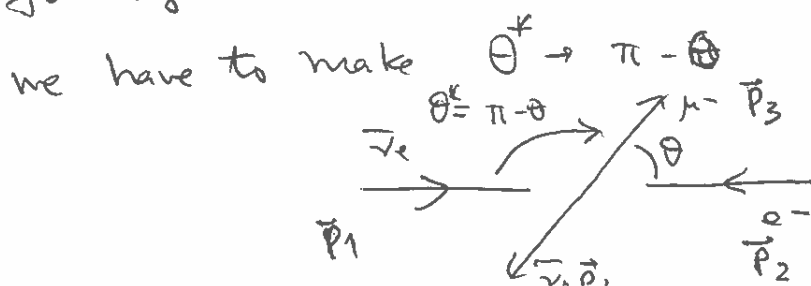 we have to make θ* → π - θ
θ* = π - θ
ν̄e
μ- p⃗3
θ
p⃗1
e-
p⃗2